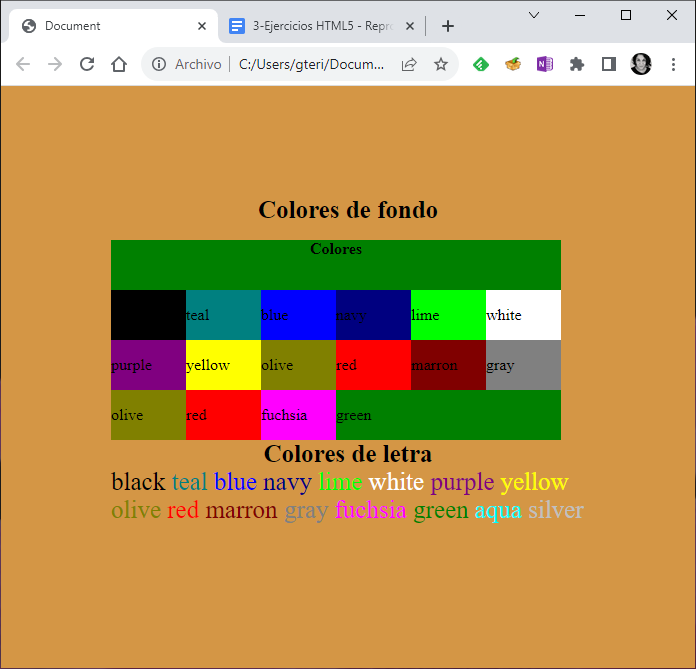 Document
3-Ejercicios HTML5 - Repro
Archivo
C:/Users/gteri/Docum...
Colores de fondo
Colores
teal blue navy lime white
purple yellow olive red marron gray
olive red fuchsia green
Colores de letra
black teal blue navy lime white purple yellow
olive red marron gray fuchsia green aqua silver